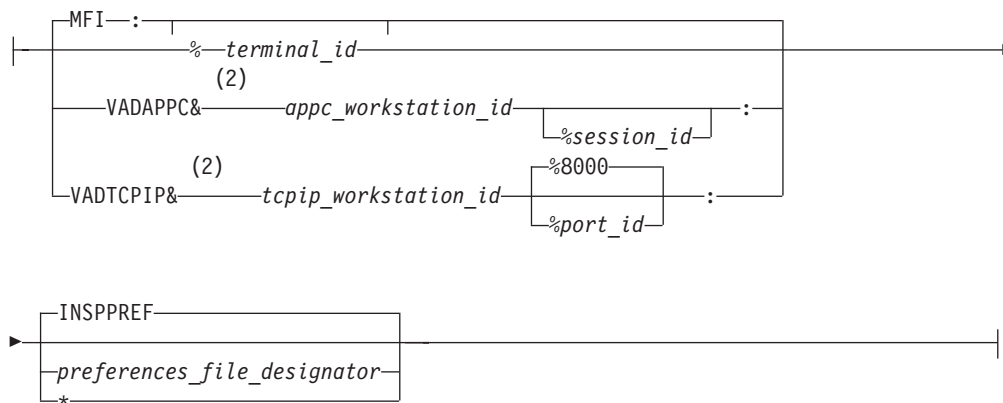 MFI :
% terminal_id
(2)
VADAPPC& appc_workstation_id :
%session_id
(2) %8000
VADTCPIP& tcpip_workstation_id :
%port_id
INSPPREF
preferences_file_designator
*